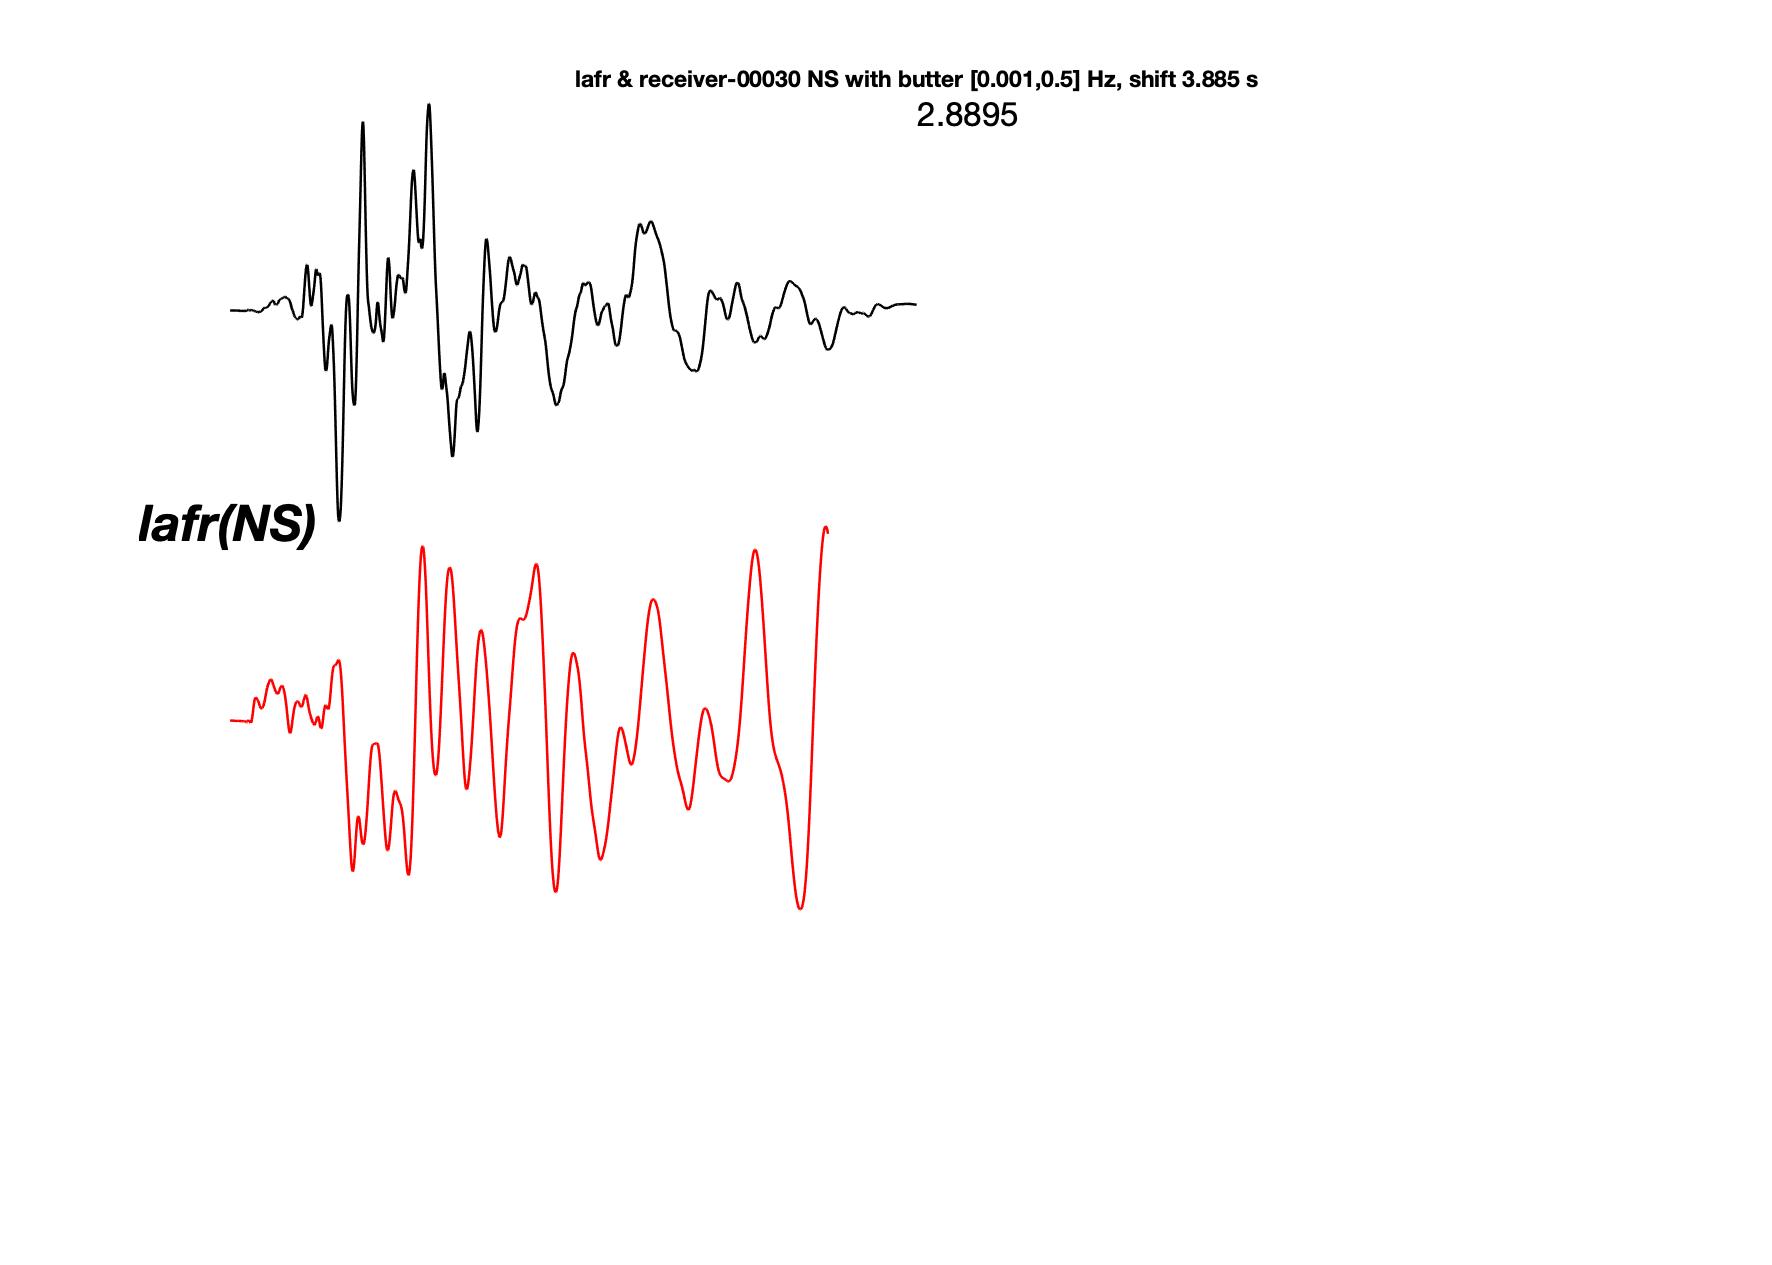 lafr & receiver-00030 NS with butter [0.001,0.5] Hz, shift 3.885 s
2.8895
lafr(NS)